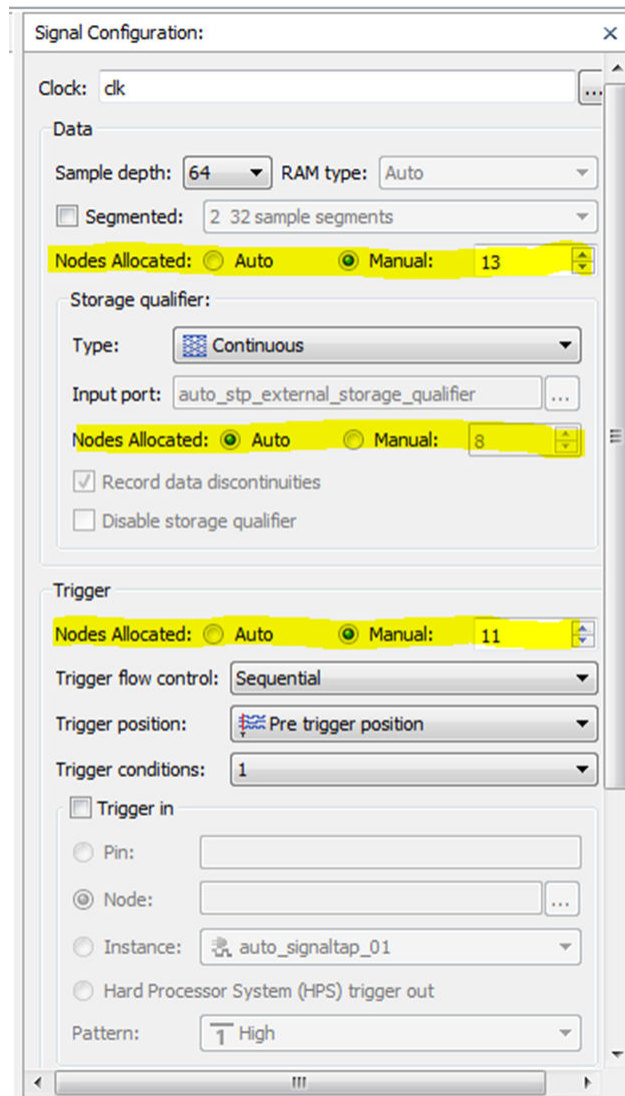 Signal Configuration:
Clock: clk ...
Data
Sample depth: 64 RAM type: Auto
Segmented: 2 32 sample segments
Nodes Allocated: Auto Manual: 13
Storage qualifier:
Type: Continuous
Input port: auto_stp_external_storage_qualifier ...
Nodes Allocated: Auto Manual: 8
Record data discontinuities
Disable storage qualifier
Trigger
Nodes Allocated: Auto Manual: 11
Trigger flow control: Sequential
Trigger position: Pre trigger position
Trigger conditions: 1
Trigger in
Pin:
Node: ...
Instance: auto_signaltap_01
Hard Processor System (HPS) trigger out
Pattern: 1 High